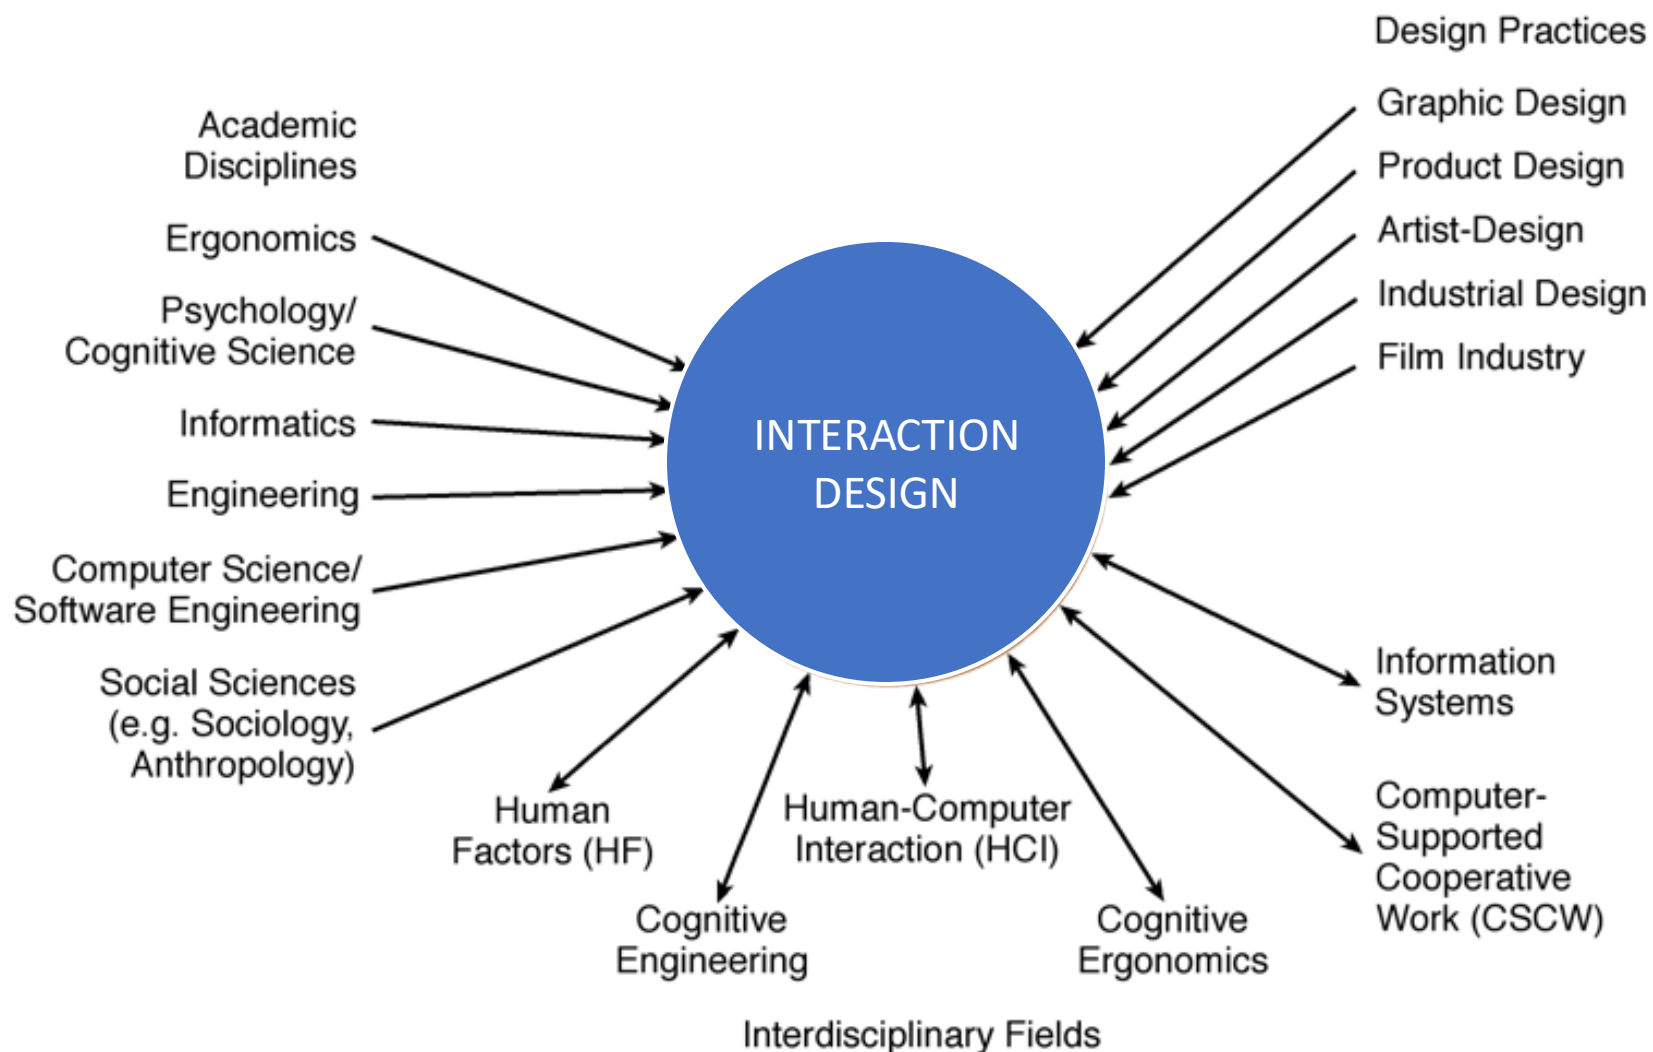 Academic
Disciplines
Ergonomics
Psychology/
Cognitive Science
Informatics
Engineering
Computer Science/
Software Engineering
Social Sciences
(e.g. Sociology,
Anthropology)
INTERACTION
DESIGN
Design Practices
Graphic Design
Product Design
Artist-Design
Industrial Design
Film Industry
Information
Systems
Computer-
Supported
Cooperative
Work (CSCW)
Human
Factors (HF)
Cognitive
Engineering
Human-Computer
Interaction (HCI)
Cognitive
Ergonomics
Interdisciplinary Fields